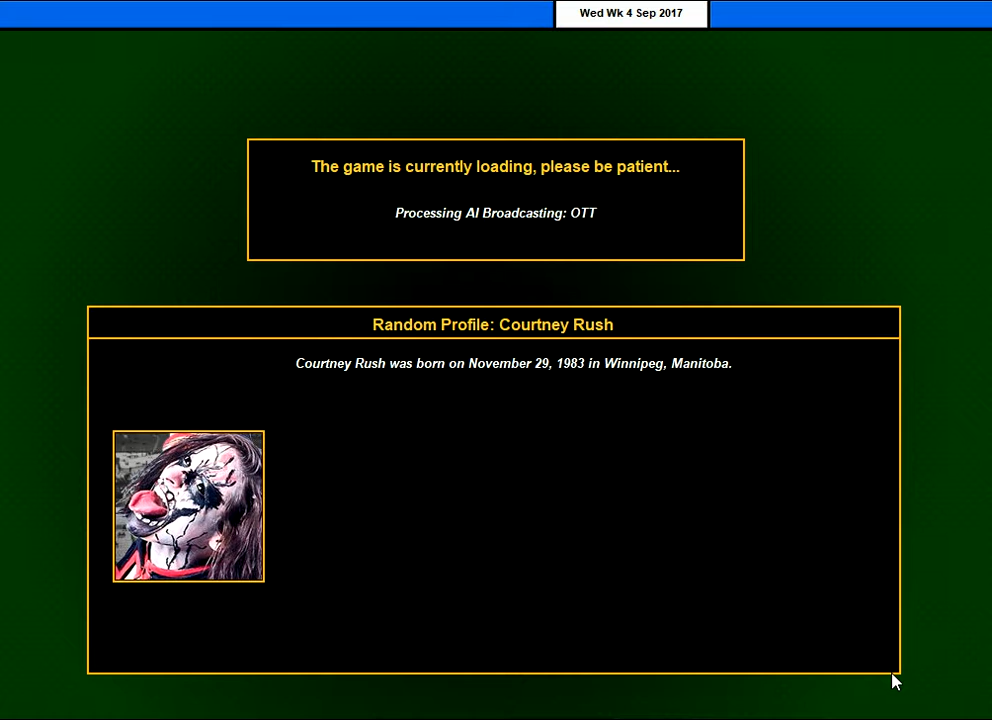 Wed Wk 4 Sep 2017
The game is currently loading, please be patient...
Processing AI Broadcasting: OTT
Random Profile: Courtney Rush
Courtney Rush was born on November 29, 1983 in Winnipeg, Manitoba.